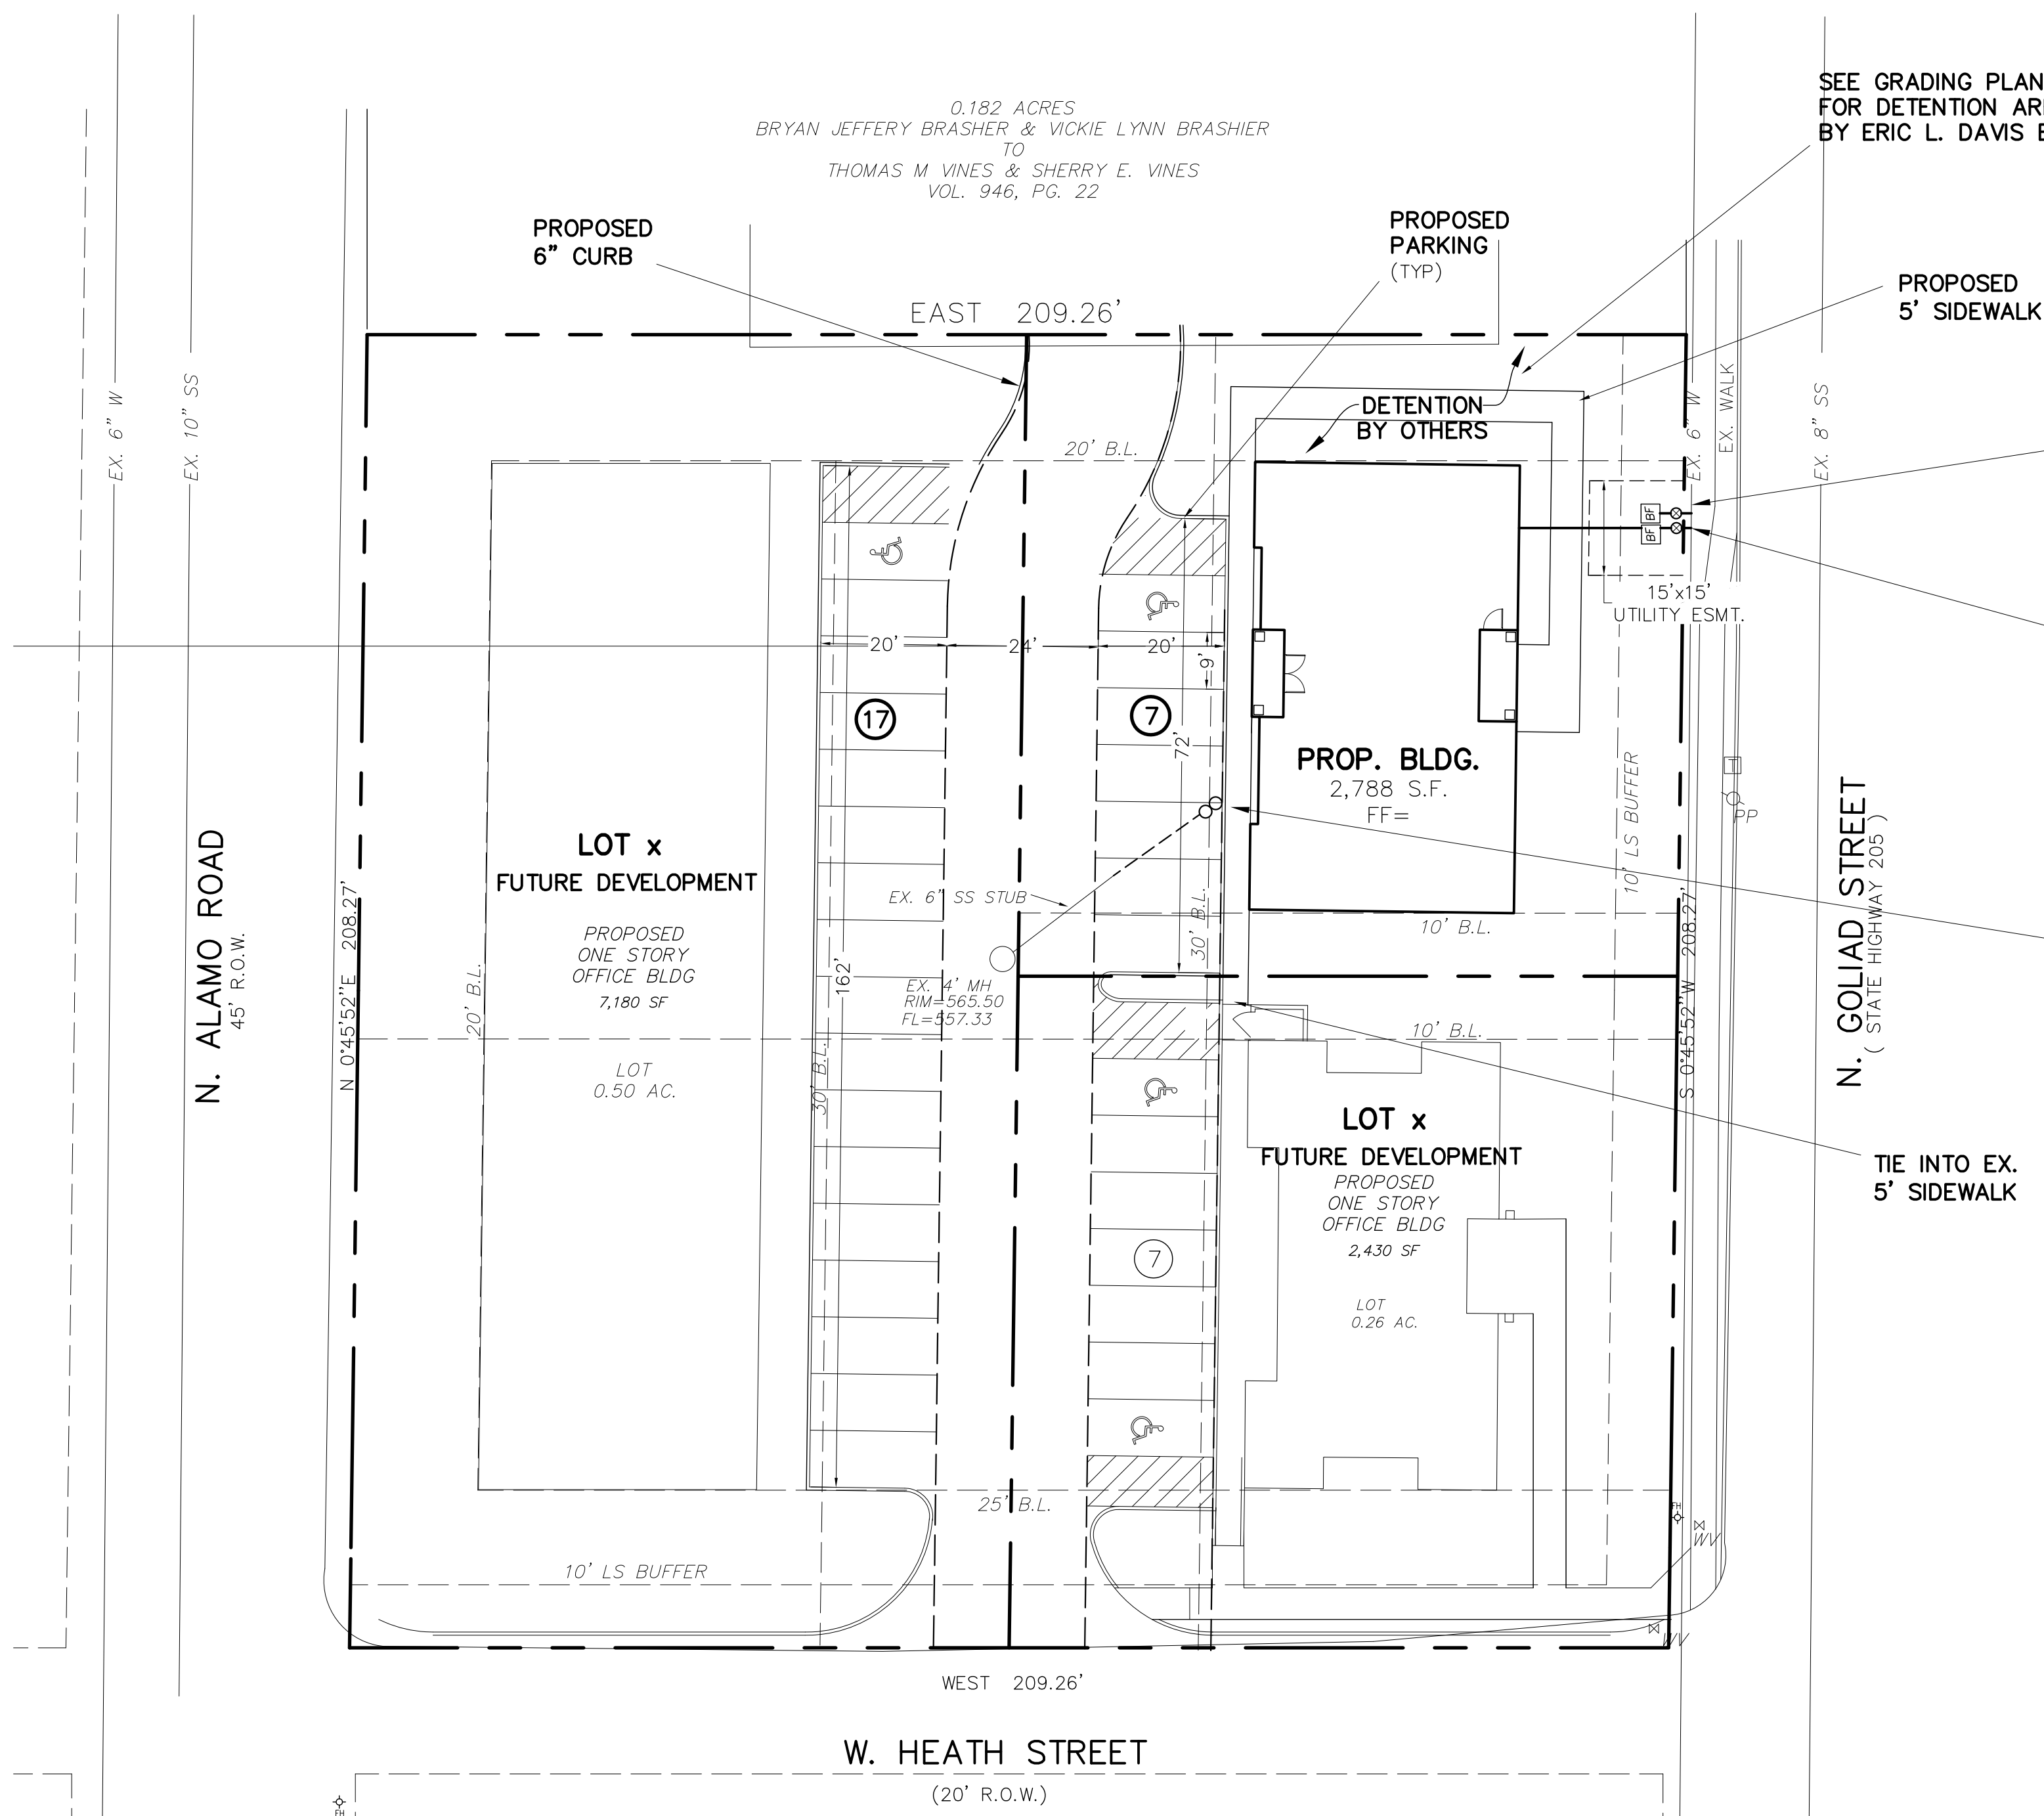 0.182 ACRES
BRYAN JEFFERY BRASHER & VICKIE LYNN BRASHIER
TO
THOMAS M VINES & SHERRY E. VINES
VOL. 946, PG. 22
SEE GRADING PLAN
FOR DETENTION
BY ERIC L. DAVIS
PROPOSED
6" CURB
PROPOSED
PARKING
(TYP)
PROPOSED
5' SIDEWALK
EAST 209.26'
EX. 6" W
EX. 10" SS
DETENTION
BY OTHERS
20' B.L.
EX. 6" W
EX. WALK
EX. 8" SS
BF
BF
15'x15'
UTILITY ESMT.
20'
24'
20'
9'
17
7
72'
PROP. BLDG.
2,788 S.F.
FF=
T
PP
10' LS BUFFER
N. ALAMO ROAD
45' R.O.W.
N 0°45'52"E 208.27'
LOT x
FUTURE DEVELOPMENT
PROPOSED
ONE STORY
OFFICE BLDG
7,180 SF
LOT
0.50 AC.
20' B.L.
30' B.L.
162'
EX. 6" SS STUB
EX. 4' MH
RIM=565.50
FL=557.33
30' B.L.
10' B.L.
10' B.L.
S 0°45'52"W 208.27'
N. GOLIAD STREET
( STATE HIGHWAY 205 )
LOT x
FUTURE DEVELOPMENT
PROPOSED
ONE STORY
OFFICE BLDG
2,430 SF
LOT
0.26 AC.
7
TIE INTO EX.
5' SIDEWALK
25' B.L.
10' LS BUFFER
FH
WV
WV
WEST 209.26'
W. HEATH STREET
(20' R.O.W.)
FH